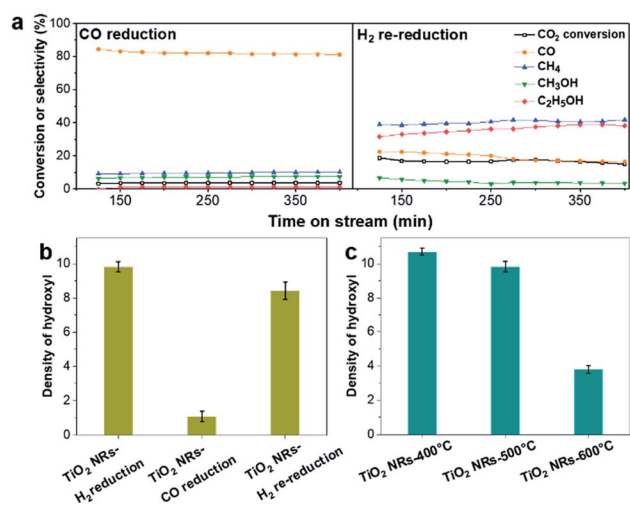 a
CO reduction
H2 re-reduction
CO2 conversion
CO
CH4
CH3OH
C2H5OH
Conversion or selectivity (%)
100
80
60
40
20
0
150
250
350
150
250
350
Time on stream (min)
b
Density of hydroxyl
10
8
6
4
2
0
TiO2 NRs-
H2 reduction
TiO2 NRs-
CO reduction
TiO2 NRs-
H2 re-reduction
c
Density of hydroxyl
10
8
6
4
2
0
TiO2 NRs-400°C
TiO2 NRs-500°C
TiO2 NRs-600°C